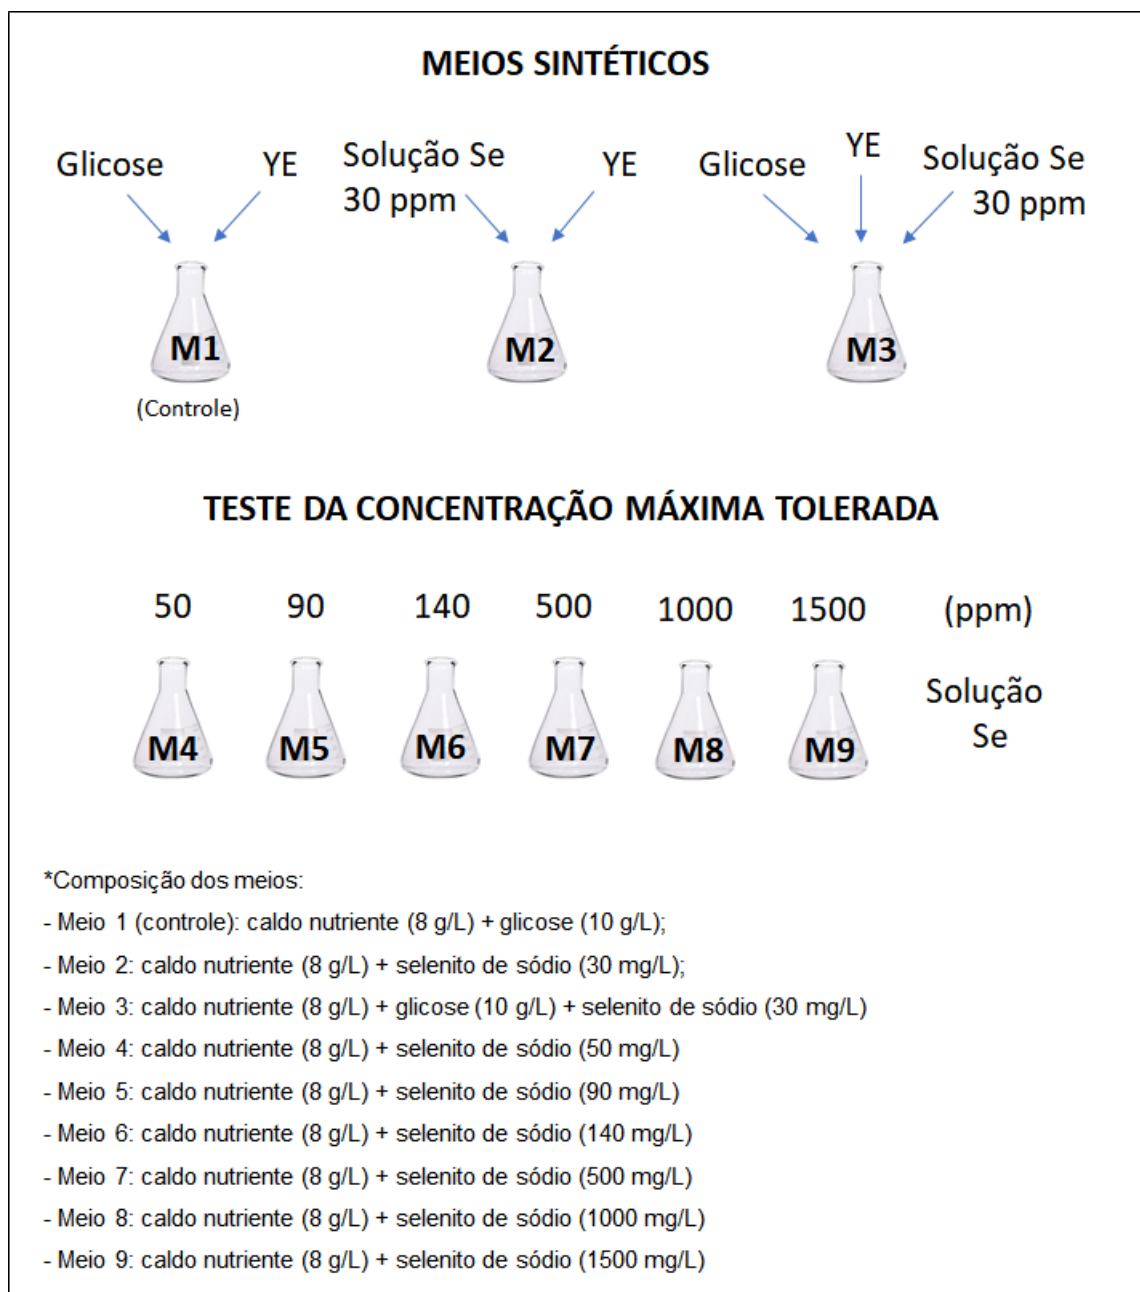 MEIOS SINTÉTICOS
Glicose
YE
Solução Se
30 ppm
YE
Glicose
YE
Solução Se
30 ppm
M1
M2
M3
(Controle)
TESTE DA CONCENTRAÇÃO MÁXIMA TOLERADA
50 90 140 500 1000 1500 (ppm)
M4 M5 M6 M7 M8 M9
Solução
Se
*Composição dos meios:
- Meio 1 (controle): caldo nutriente (8 g/L) + glicose (10 g/L);
- Meio 2: caldo nutriente (8 g/L) + selenito de sódio (30 mg/L);
- Meio 3: caldo nutriente (8 g/L) + glicose (10 g/L) + selenito de sódio (30 mg/L)
- Meio 4: caldo nutriente (8 g/L) + selenito de sódio (50 mg/L)
- Meio 5: caldo nutriente (8 g/L) + selenito de sódio (90 mg/L)
- Meio 6: caldo nutriente (8 g/L) + selenito de sódio (140 mg/L)
- Meio 7: caldo nutriente (8 g/L) + selenito de sódio (500 mg/L)
- Meio 8: caldo nutriente (8 g/L) + selenito de sódio (1000 mg/L)
- Meio 9: caldo nutriente (8 g/L) + selenito de sódio (1500 mg/L)